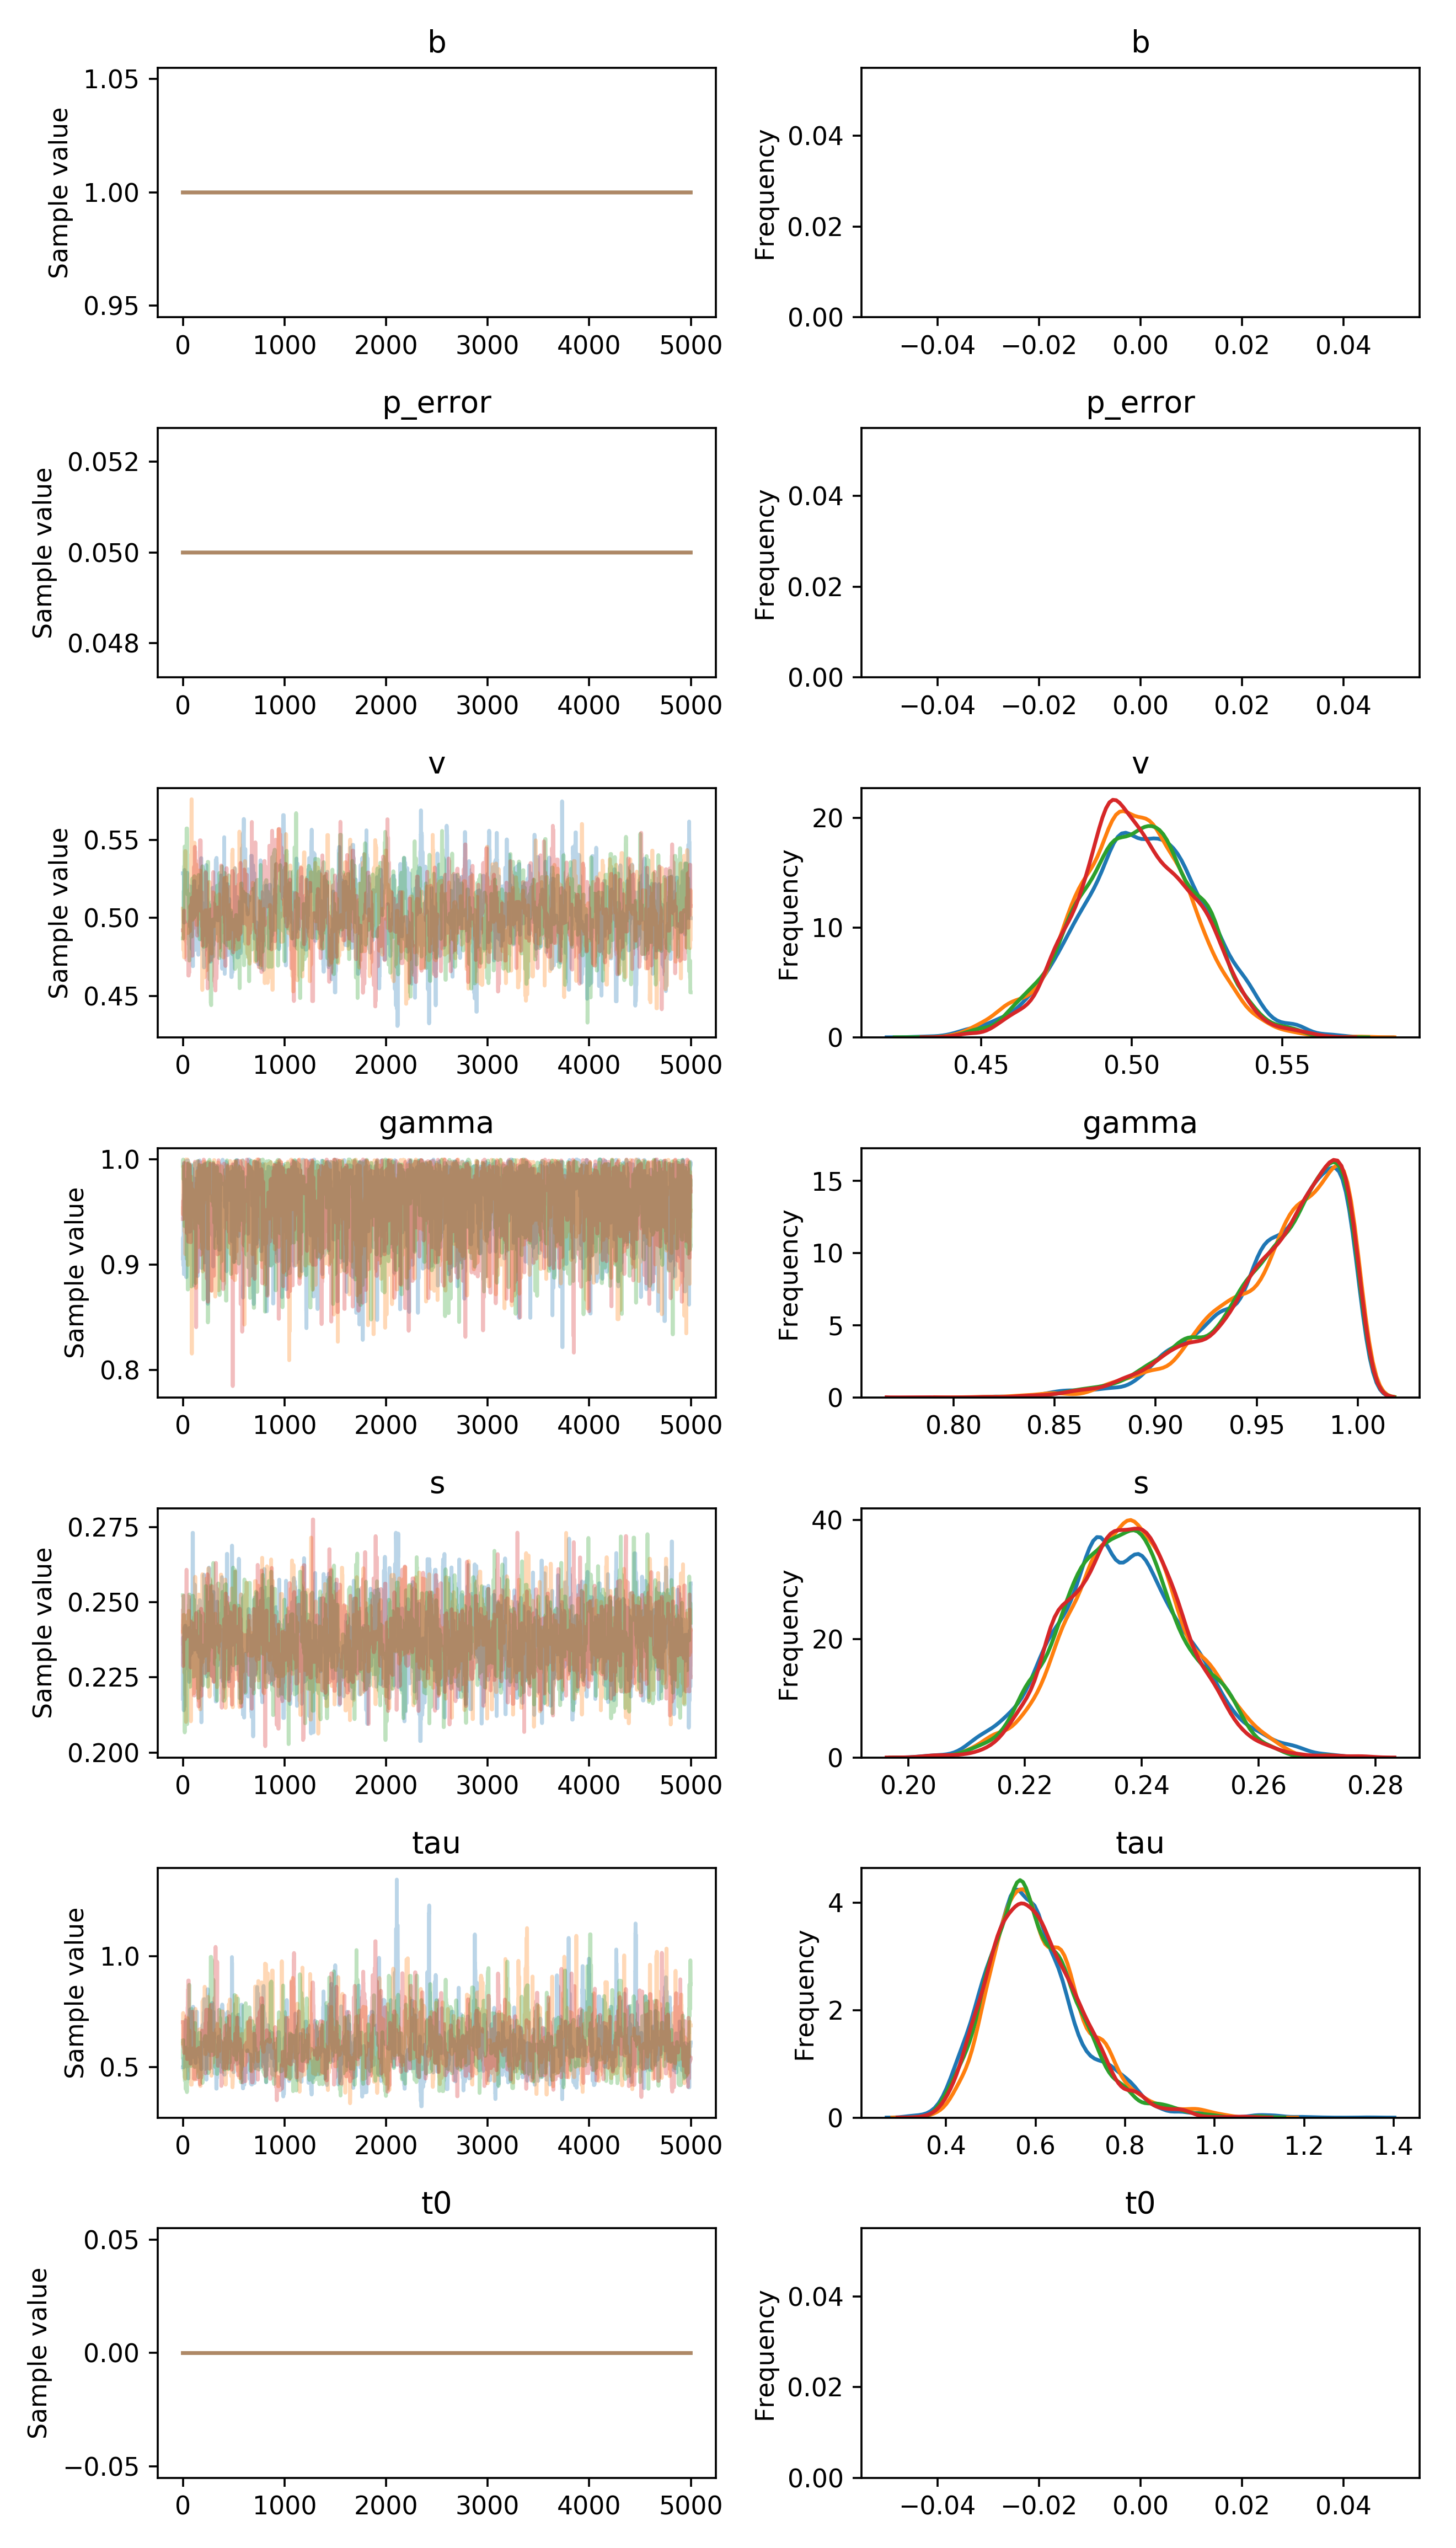 b
b
Sample value
1.05
1.00
0.95
0 1000 2000 3000 4000 5000
Frequency
0.04
0.02
0.00
−0.04 −0.02 0.00 0.02 0.04
p_error
p_error
Sample value
0.052
0.050
0.048
0 1000 2000 3000 4000 5000
Frequency
0.04
0.02
0.00
−0.04 −0.02 0.00 0.02 0.04
v
v
Sample value
0.55
0.50
0.45
0 1000 2000 3000 4000 5000
Frequency
20
10
0
0.45 0.50 0.55
gamma
gamma
Sample value
1.0
0.9
0.8
0 1000 2000 3000 4000 5000
Frequency
15
10
5
0
0.80 0.85 0.90 0.95 1.00
s
s
Sample value
0.275
0.250
0.225
0.200
0 1000 2000 3000 4000 5000
Frequency
40
20
0
0.20 0.22 0.24 0.26 0.28
tau
tau
Sample value
1.0
0.5
0 1000 2000 3000 4000 5000
Frequency
4
2
0
0.4 0.6 0.8 1.0 1.2 1.4
t0
t0
Sample value
0.05
0.00
−0.05
0 1000 2000 3000 4000 5000
Frequency
0.04
0.02
0.00
−0.04 −0.02 0.00 0.02 0.04